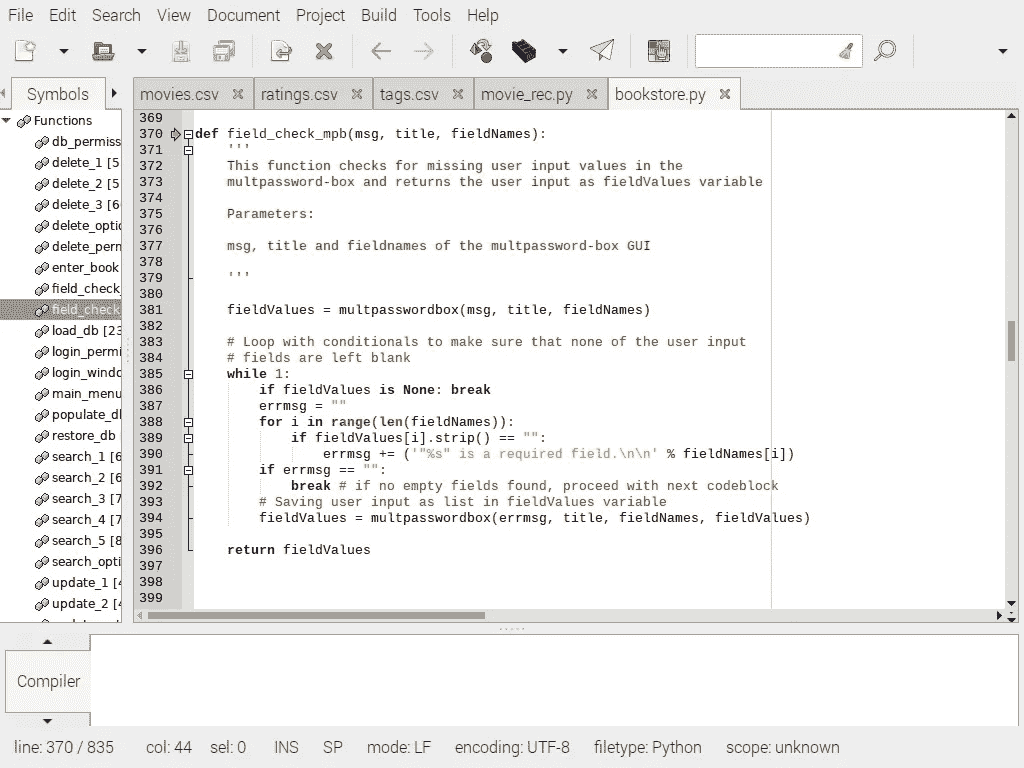 File Edit Search View Document Project Build Tools Help
Symbols
movies.csv ratings.csv tags.csv movie_rec.py bookstore.py
Functions
db_permiss
delete_1 [5
delete_2 [5
delete_3 [6
delete_optio
delete_perm
enter_book
field_check_
field_check
load_db [23
login_permi
login_windo
main_menu
populate_db
restore_db
search_1 [6
search_2 [6
search_3 [7
search_4 [7
search_5 [8
search_opti
update_1 [4
update_2 [4
369
370 def field_check_mpb(msg, title, fieldNames):
371     '''
372     This function checks for missing user input values in the
373     multpassword-box and returns the user input as fieldValues variable
374
375     Parameters:
376
377     msg, title and fieldnames of the multpassword-box GUI
378
379     '''
380
381     fieldValues = multpasswordbox(msg, title, fieldNames)
382
383     # Loop with conditionals to make sure that none of the user input
384     # fields are left blank
385     while 1:
386         if fieldValues is None: break
387         errmsg = ""
388         for i in range(len(fieldNames)):
389             if fieldValues[i].strip() == "":
390                 errmsg += ('"%s" is a required field.\n\n' % fieldNames[i])
391         if errmsg == "":
392             break # if no empty fields found, proceed with next codeblock
393         # Saving user input as list in fieldValues variable
394         fieldValues = multpasswordbox(errmsg, title, fieldNames, fieldValues)
395
396     return fieldValues
397
398
399
Compiler
line: 370 / 835 col: 44 sel: 0 INS SP mode: LF encoding: UTF-8 filetype: Python scope: unknown